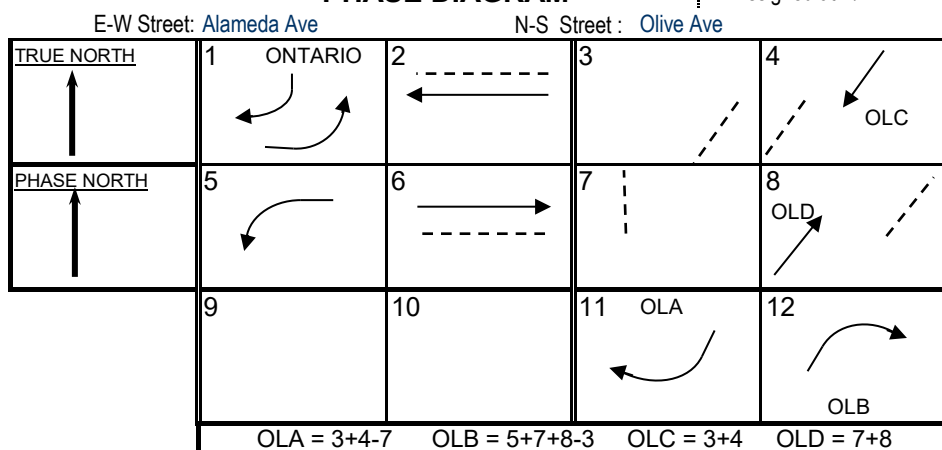 E-W Street: Alameda Ave N-S Street : Olive Ave
TRUE NORTH
1 ONTARIO
2
3
4
OLC
PHASE NORTH
5
6
7
8
OLD
9
10
11 OLA
12
OLB
OLA = 3+4-7 OLB = 5+7+8-3 OLC = 3+4 OLD = 7+8